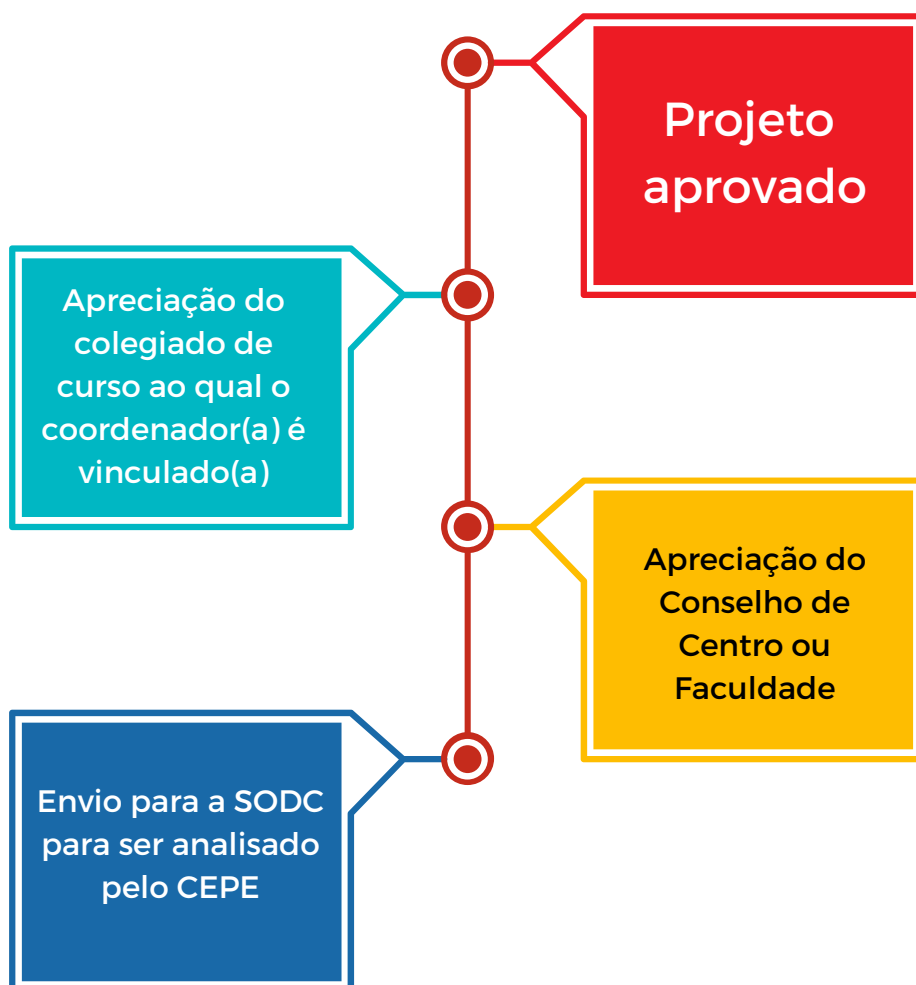 Projeto
aprovado
Apreciação do
colegiado de
curso ao qual o
coordenador(a) é
vinculado(a)
Apreciação do
Conselho de
Centro ou
Faculdade
Envio para a SODC
para ser analisado
pelo CEPE